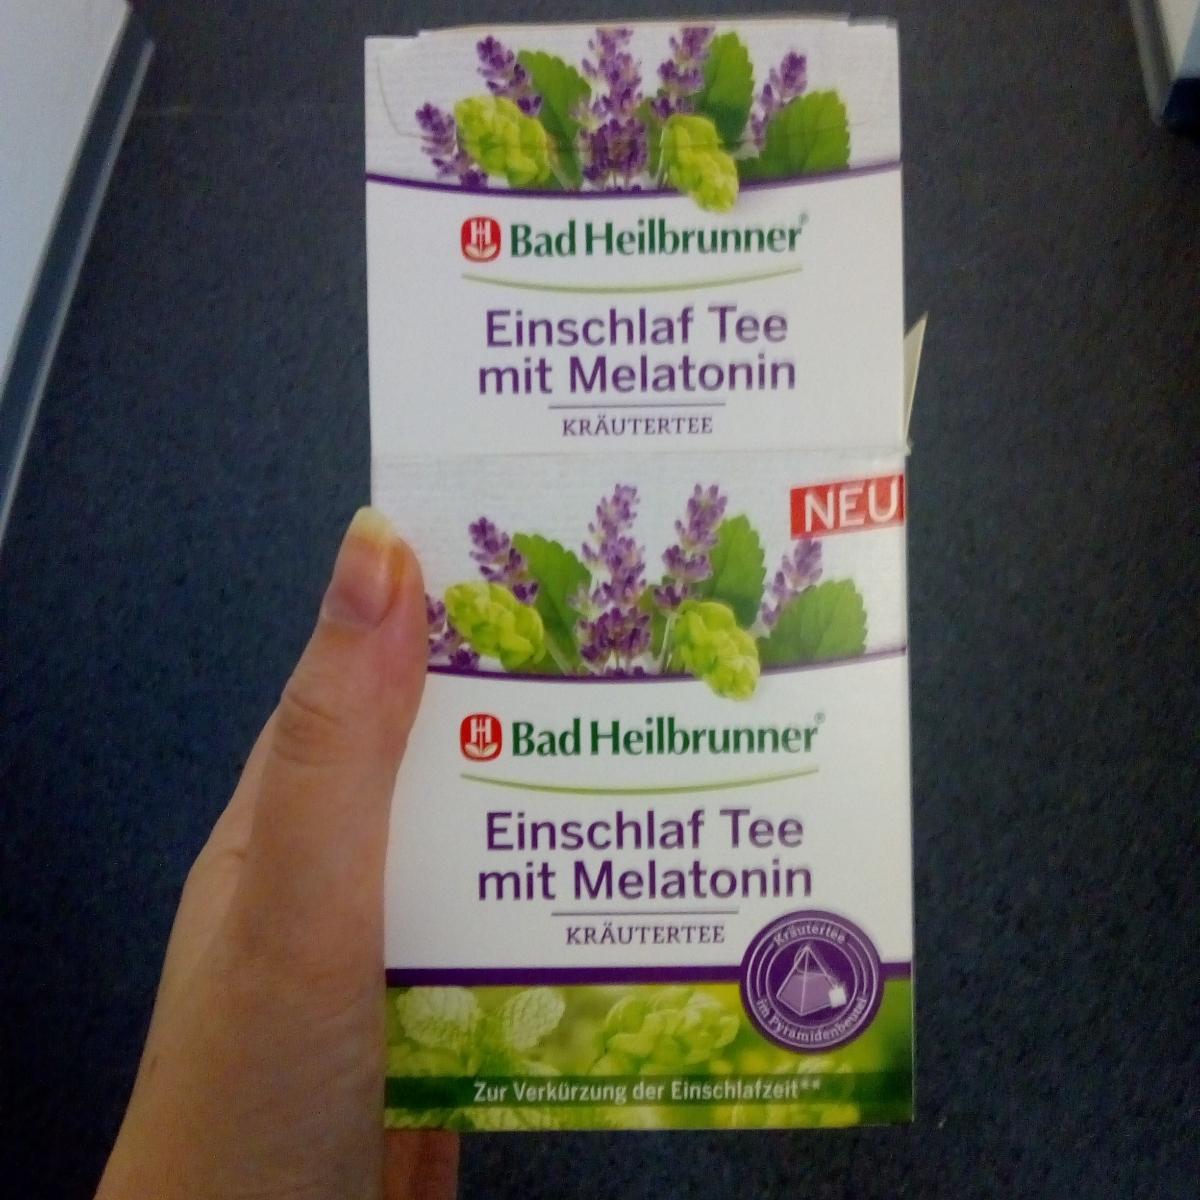 Bad Heilbrunner®
Einschlaf Tee
mit Melatonin
KRÄUTERTEE
NEU
Bad Heilbrunner®
Einschlaf Tee
mit Melatonin
KRÄUTERTEE
Kräutertee
im Pyramidenbeutel
Zur Verkürzung der Einschlafzeit**